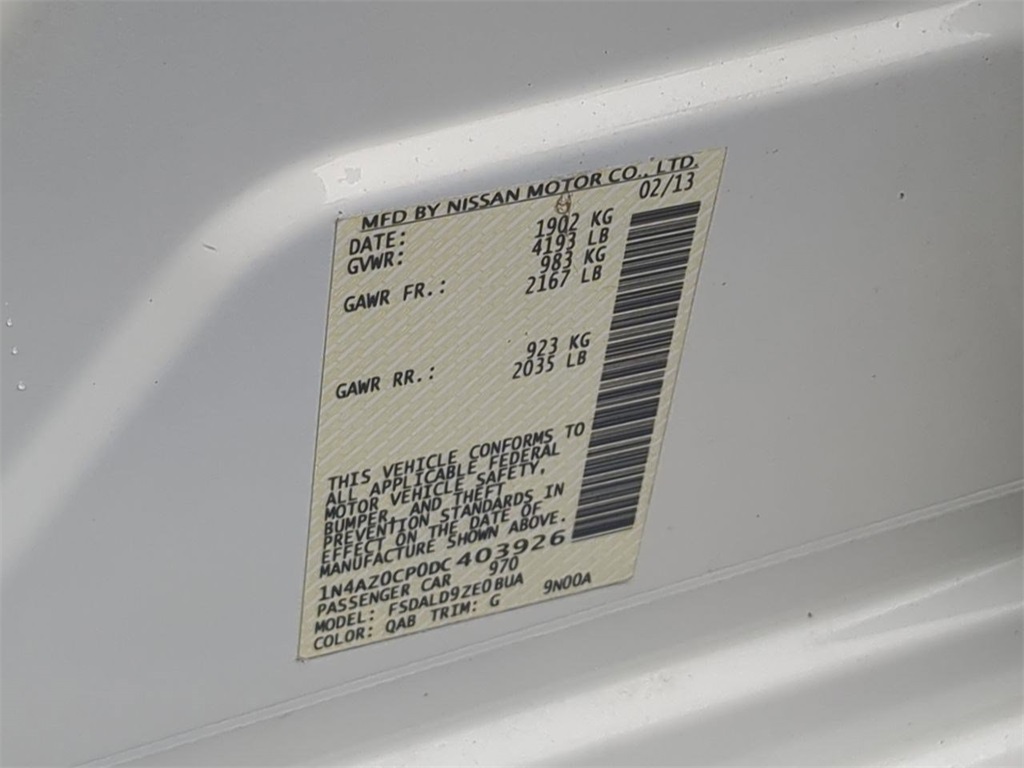 MFD BY NISSAN MOTOR CO., LTD.
DATE: 02/13
GVWR: 1902 KG
4193 LB
GAWR FR.: 983 KG
2167 LB
GAWR RR.: 923 KG
2035 LB
THIS VEHICLE CONFORMS TO
ALL APPLICABLE FEDERAL
MOTOR VEHICLE SAFETY,
BUMPER, AND THEFT
PREVENTION STANDARDS IN
EFFECT ON THE DATE OF
MANUFACTURE SHOWN ABOVE.
1N4AZ0CP0DC403926
PASSENGER CAR 970
MODEL: FSDALD9ZE0BUA 9N00A
COLOR: QAB TRIM: G